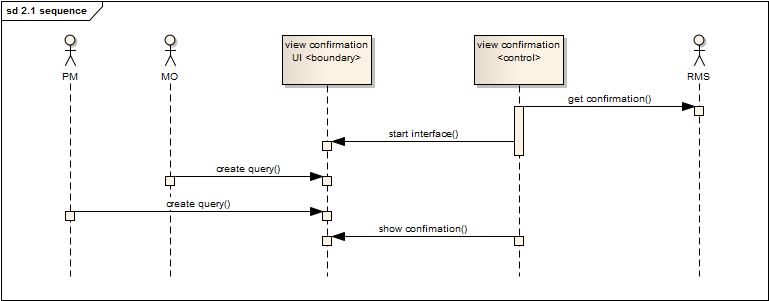 sd 2.1 sequence
PM
MO
view confirmation
UI <boundary>
view confirmation
<control>
RMS
get confirmation()
start interface()
create query()
create query()
show confimation()